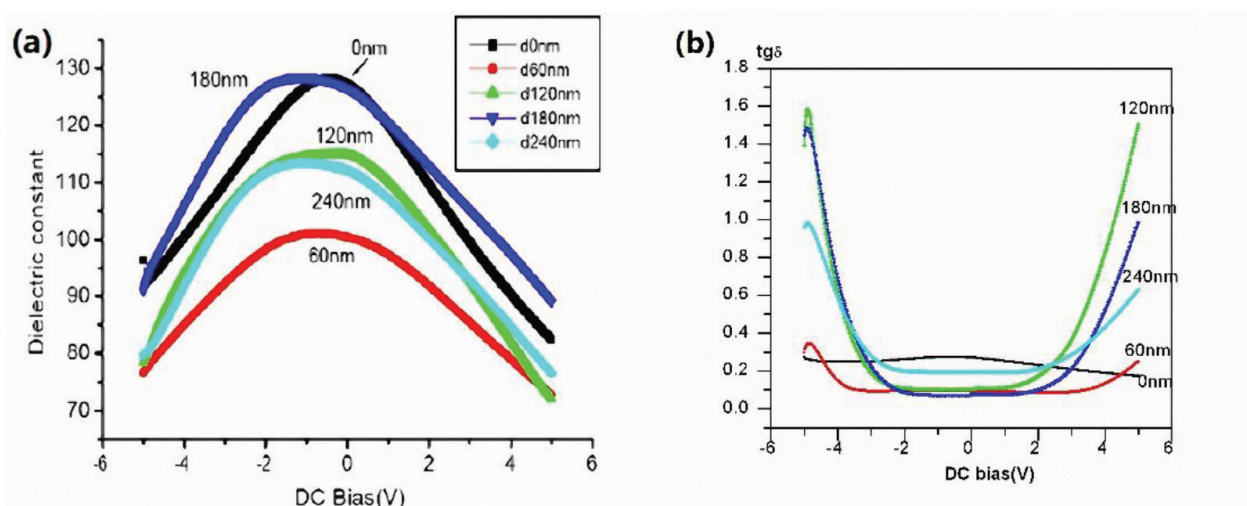 (a)
0nm
d0nm
d60nm
d120nm
d180nm
d240nm
180nm
120nm
240nm
60nm
130
120
110
100
90
80
70
Dielectric constant
-6
-4
-2
0
2
4
6
DC Bias(V)
(b)
tgδ
1.8
1.6
1.4
1.2
1.0
0.8
0.6
0.4
0.2
0.0
120nm
180nm
240nm
60nm
0nm
-6
-4
-2
0
2
4
6
DC bias(V)